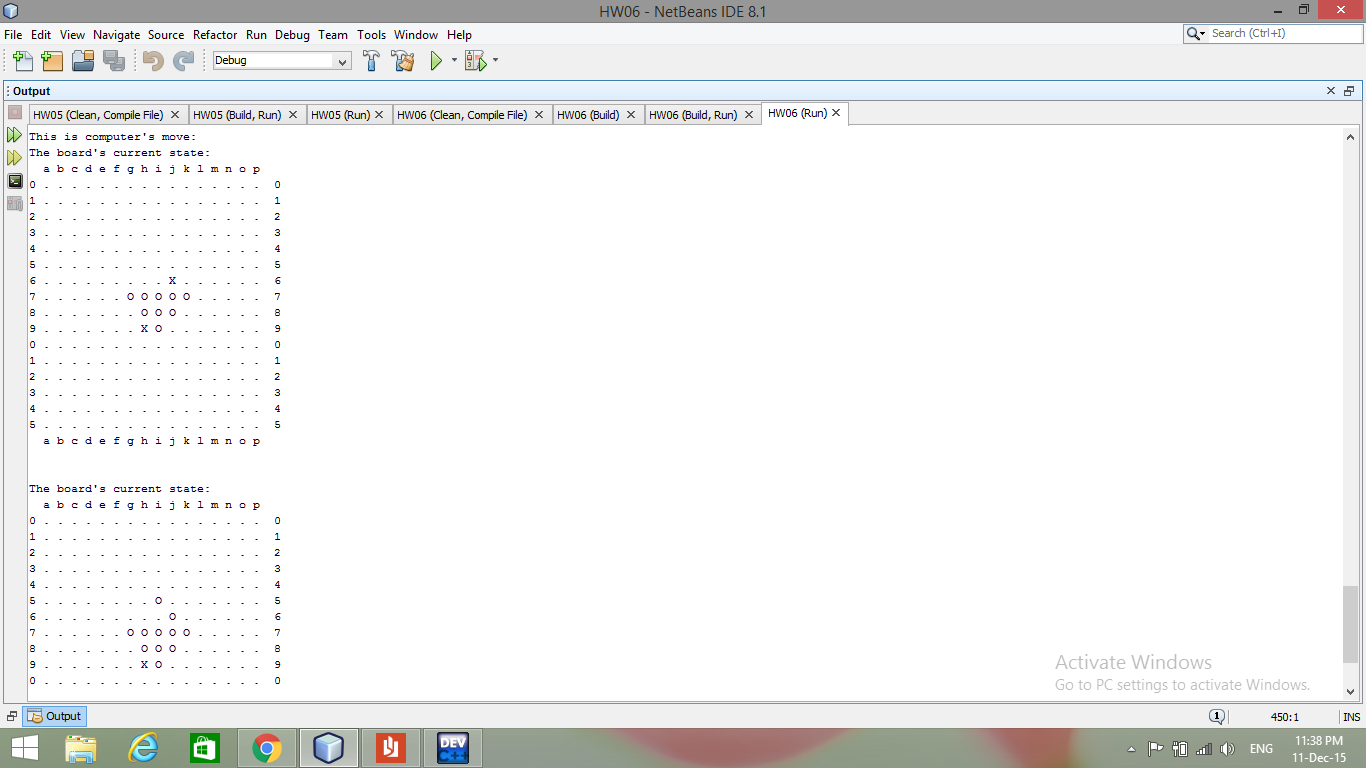 HW06 - NetBeans IDE 8.1
File Edit View Navigate Source Refactor Run Debug Team Tools Window Help
Search (Ctrl+I)
Debug
Output
HW05 (Clean, Compile File) HW05 (Build, Run) HW05 (Run) HW06 (Clean, Compile File) HW06 (Build) HW06 (Build, Run) HW06 (Run)
This is computer's move:
The board's current state:
a b c d e f g h i j k l m n o p
0 . . . . . . . . . . . . . . . . 0
1 . . . . . . . . . . . . . . . . 1
2 . . . . . . . . . . . . . . . . 2
3 . . . . . . . . . . . . . . . . 3
4 . . . . . . . . . . . . . . . . 4
5 . . . . . . . . . . . . . . . . 5
6 . . . . . . . . . X . . . . . . 6
7 . . . . . . O O O O O . . . . . 7
8 . . . . . . . O O O . . . . . . 8
9 . . . . . . . X O . . . . . . . 9
0 . . . . . . . . . . . . . . . . 0
1 . . . . . . . . . . . . . . . . 1
2 . . . . . . . . . . . . . . . . 2
3 . . . . . . . . . . . . . . . . 3
4 . . . . . . . . . . . . . . . . 4
5 . . . . . . . . . . . . . . . . 5
a b c d e f g h i j k l m n o p
The board's current state:
a b c d e f g h i j k l m n o p
0 . . . . . . . . . . . . . . . . 0
1 . . . . . . . . . . . . . . . . 1
2 . . . . . . . . . . . . . . . . 2
3 . . . . . . . . . . . . . . . . 3
4 . . . . . . . . . . . . . . . . 4
5 . . . . . . . . O . . . . . . . 5
6 . . . . . . . . . O . . . . . . 6
7 . . . . . . O O O O O . . . . . 7
8 . . . . . . . O O O . . . . . . 8
9 . . . . . . . X O . . . . . . . 9
0 . . . . . . . . . . . . . . . . 0
Activate Windows
Go to PC settings to activate Windows.
Output
1
450:1
INS
DEV
C++
ENG
11:38 PM
11-Dec-15